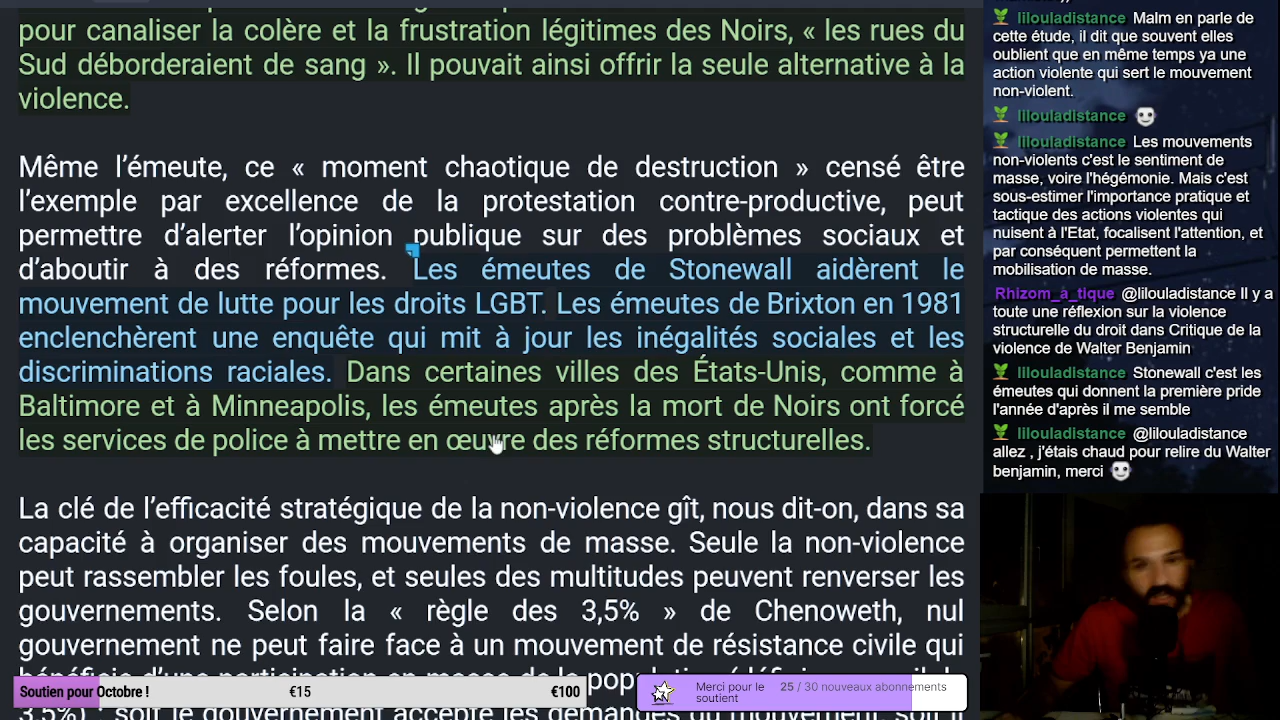 pour canaliser la colère et la frustration légitimes des Noirs, « les rues du
Sud déborderaient de sang ». Il pouvait ainsi offrir la seule alternative à la
violence.
Même l’émeute, ce « moment chaotique de destruction » censé être
l’exemple par excellence de la protestation contre-productive, peut
permettre d’alerter l’opinion publique sur des problèmes sociaux et
d’aboutir à des réformes. Les émeutes de Stonewall aidèrent le
mouvement de lutte pour les droits LGBT. Les émeutes de Brixton en 1981
enclenchèrent une enquête qui mit à jour les inégalités sociales et les
discriminations raciales. Dans certaines villes des États-Unis, comme à
Baltimore et à Minneapolis, les émeutes après la mort de Noirs ont forcé
les services de police à mettre en œuvre des réformes structurelles.
La clé de l’efficacité stratégique de la non-violence gît, nous dit-on, dans sa
capacité à organiser des mouvements de masse. Seule la non-violence
peut rassembler les foules, et seules des multitudes peuvent renverser les
gouvernements. Selon la « règle des 3,5% » de Chenoweth, nul
gouvernement ne peut faire face à un mouvement de résistance civile qui
Soutien pour Octobre !
€15
€100
Merci pour le
soutient
25 / 30 nouveaux abonnements
3,5%) : soit le gouvernement accepte les demandes du mouvement, soit il
lilouladistance Malm en parle de
cette étude, il dit que souvent elles
oublient que en même temps ya une
action violente qui sert le mouvement
non-violent.
lilouladistance
lilouladistance Les mouvements
non-violents c'est le sentiment de
masse, voire l'hégémonie. Mais c'est
sous-estimer l'importance pratique et
tactique des actions violentes qui
nuisent à l'Etat, focalisent l'attention, et
par conséquent permettent la
mobilisation de masse.
Rhizom_a_tique @lilouladistance Il y a
toute une réflexion sur la violence
structurelle du droit dans Critique de la
violence de Walter Benjamin
lilouladistance Stonewall c'est les
émeutes qui donnent la première pride
l'année d'après il me semble
lilouladistance @lilouladistance
allez , j'étais chaud pour relire du Walter
benjamin, merci